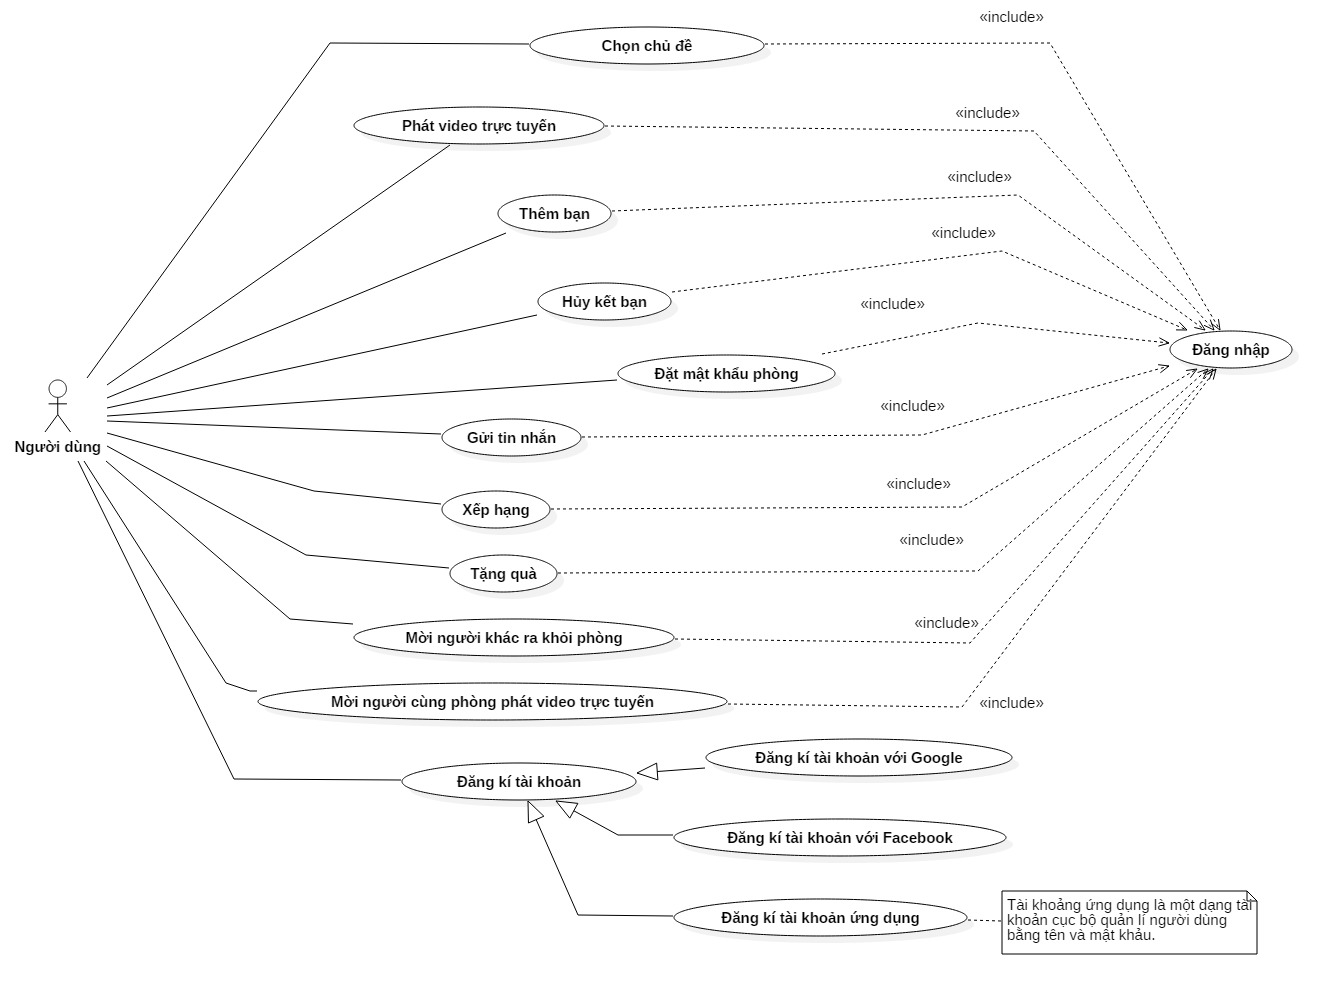 «include»
Chọn chủ đề
«include»
Phát video trực tuyến
«include»
Thêm bạn
«include»
Hủy kết bạn
«include»
Đăng nhập
Đặt mật khẩu phòng
«include»
Gửi tin nhắn
Người dùng
«include»
Xếp hạng
«include»
Tặng quà
«include»
Mời người khác ra khỏi phòng
Mời người cùng phòng phát video trực tuyến
«include»
Đăng kí tài khoản với Google
Đăng kí tài khoản
Đăng kí tài khoản với Facebook
Đăng kí tài khoản ứng dụng
Tài khoảng ứng dụng là một dạng tài
khoản cục bộ quản lí người dùng
bằng tên và mật khảu.